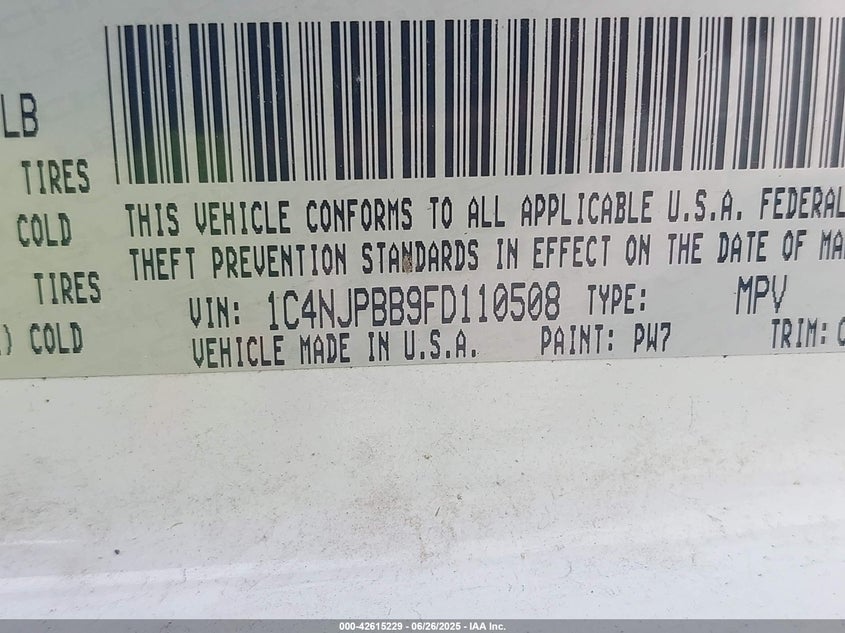 LB
TIRES
COLD
TIRES
) COLD
THIS VEHICLE CONFORMS TO ALL APPLICABLE U.S.A. FEDERAL
THEFT PREVENTION STANDARDS IN EFFECT ON THE DATE OF MA
VIN: 1C4NJPBB9FD110508 TYPE: MPV
VEHICLE MADE IN U.S.A. PAINT: PW7 TRIM:
000-42615229 - 06/26/2025 - IAA Inc.